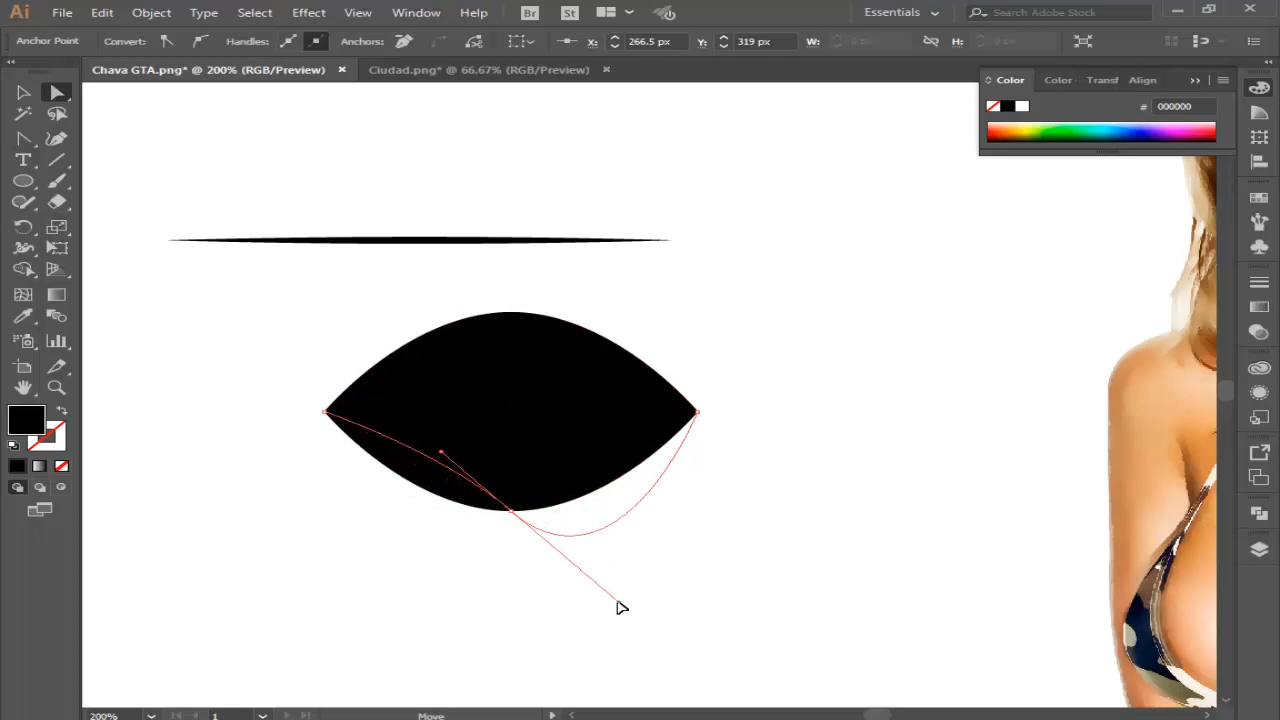 Ai File Edit Object Type Select Effect View Window Help Br St Essentials Search Adobe Stock
Anchor Point Convert: Handles: Anchors: X: 266.5 px Y: 319 px W: H:
Chava GTA.png* @ 200% (RGB/Preview) × Ciudad.png* @ 66.67% (RGB/Preview) ×
Color Color Transf Align
# 000000
200% 1 Move